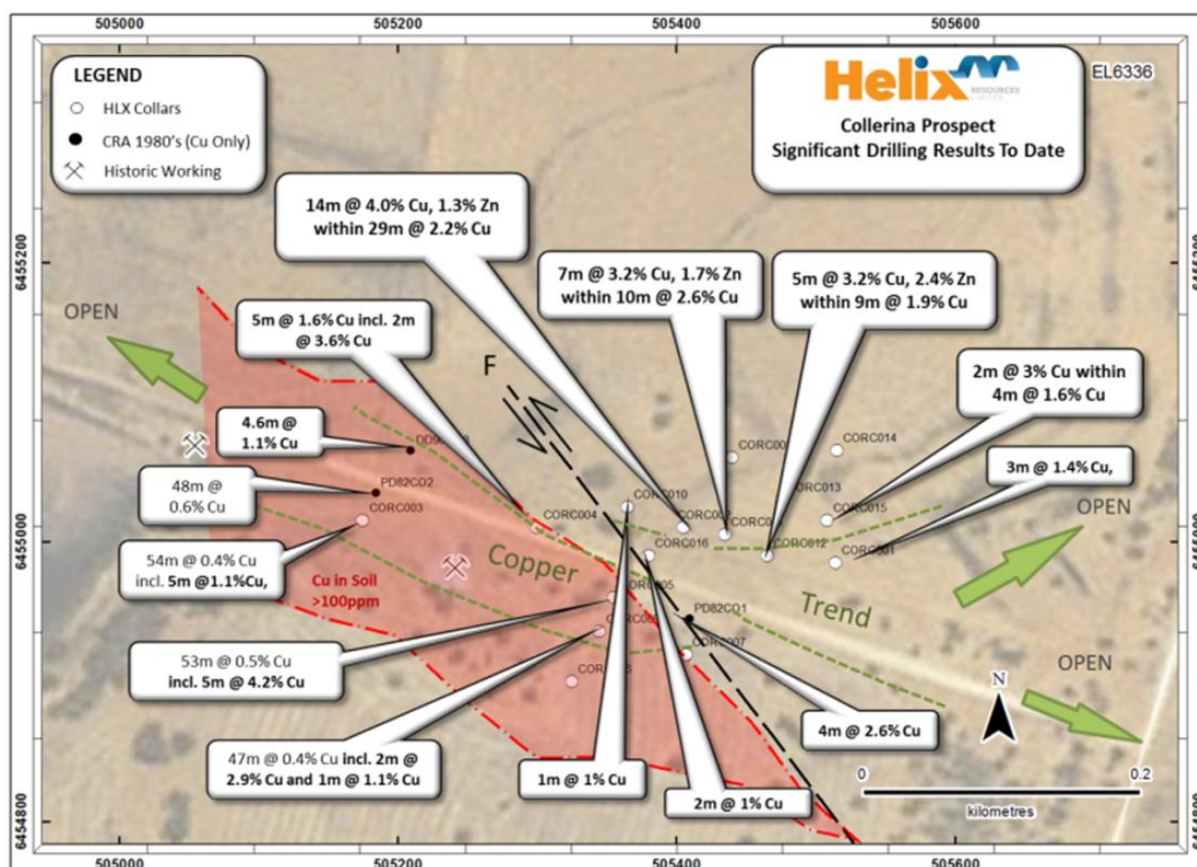 505000
505200
505400
505600
LEGEND
HLX Collars
CRA 1980's (Cu Only)
Historic Working
Helix
RESOURCES
LIMITED
Collerina Prospect
Significant Drilling Results To Date
EL6336
14m @ 4.0% Cu, 1.3% Zn
within 29m @ 2.2% Cu
7m @ 3.2% Cu, 1.7% Zn
within 10m @ 2.6% Cu
5m @ 3.2% Cu, 2.4% Zn
within 9m @ 1.9% Cu
6455200
6455200
OPEN
5m @ 1.6% Cu incl. 2m
@ 3.6% Cu
F
2m @ 3% Cu within
4m @ 1.6% Cu
4.6m @
1.1% Cu
CORC014
3m @ 1.4% Cu,
48m @
0.6% Cu
PD82CO2
CORC003
CORC010
CORC004
CORC015
OPEN
6455000
CORC016
CORC012
54m @ 0.4% Cu
incl. 5m @1.1%Cu,
Cu in Soil
>100ppm
Copper
Trend
PD82CO1
53m @ 0.5% Cu
incl. 5m @ 4.2% Cu
OPEN
N
4m @ 2.6% Cu
47m @ 0.4% Cu incl. 2m @
2.9% Cu and 1m @ 1.1% Cu
1m @ 1% Cu
2m @ 1% Cu
0
0.2
kilometres
6454800
505000
505200
505400
505600